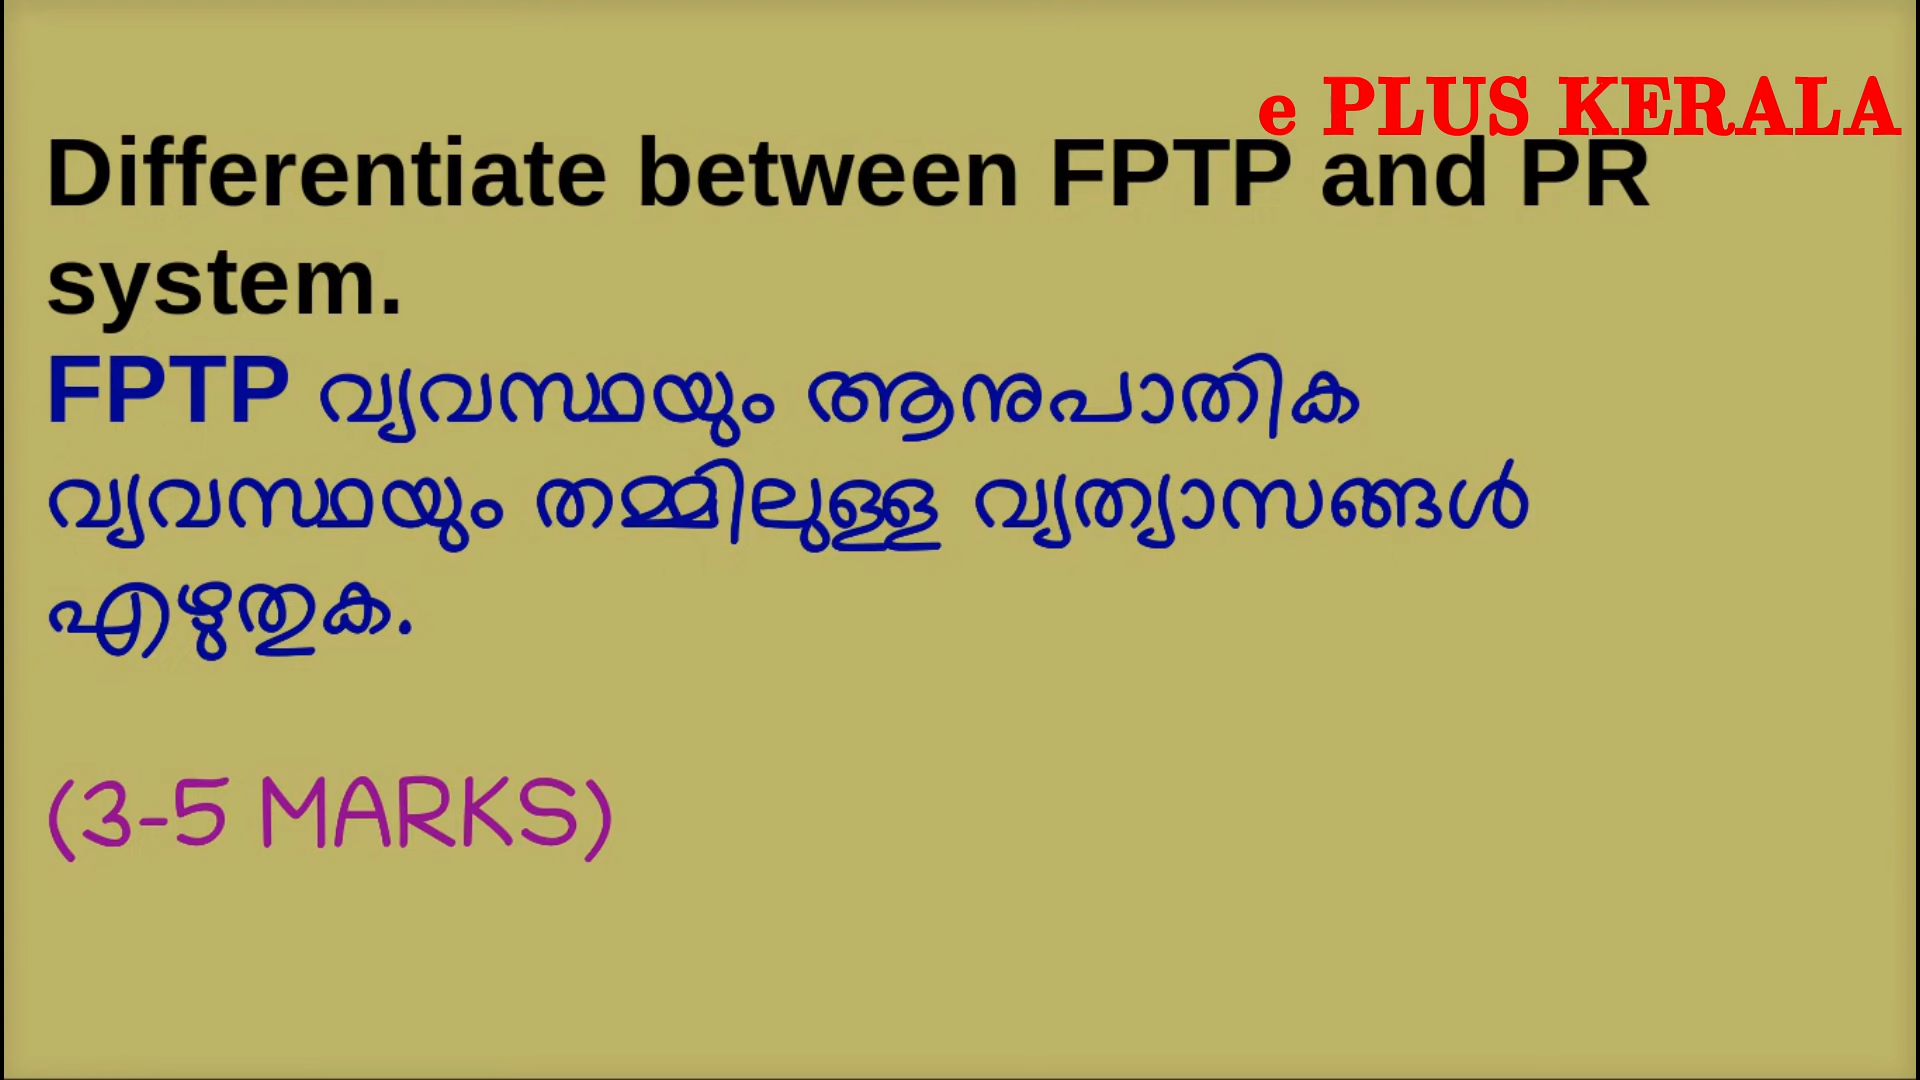 e PLUS KERALA
Differentiate between FPTP and PR
system.
FPTP വ്യവസ്ഥയും ആനുപാതിക
വ്യവസ്ഥയും തമ്മിലുള്ള വ്യത്യാസങ്ങൾ
എഴുതുക.
(3-5 MARKS)